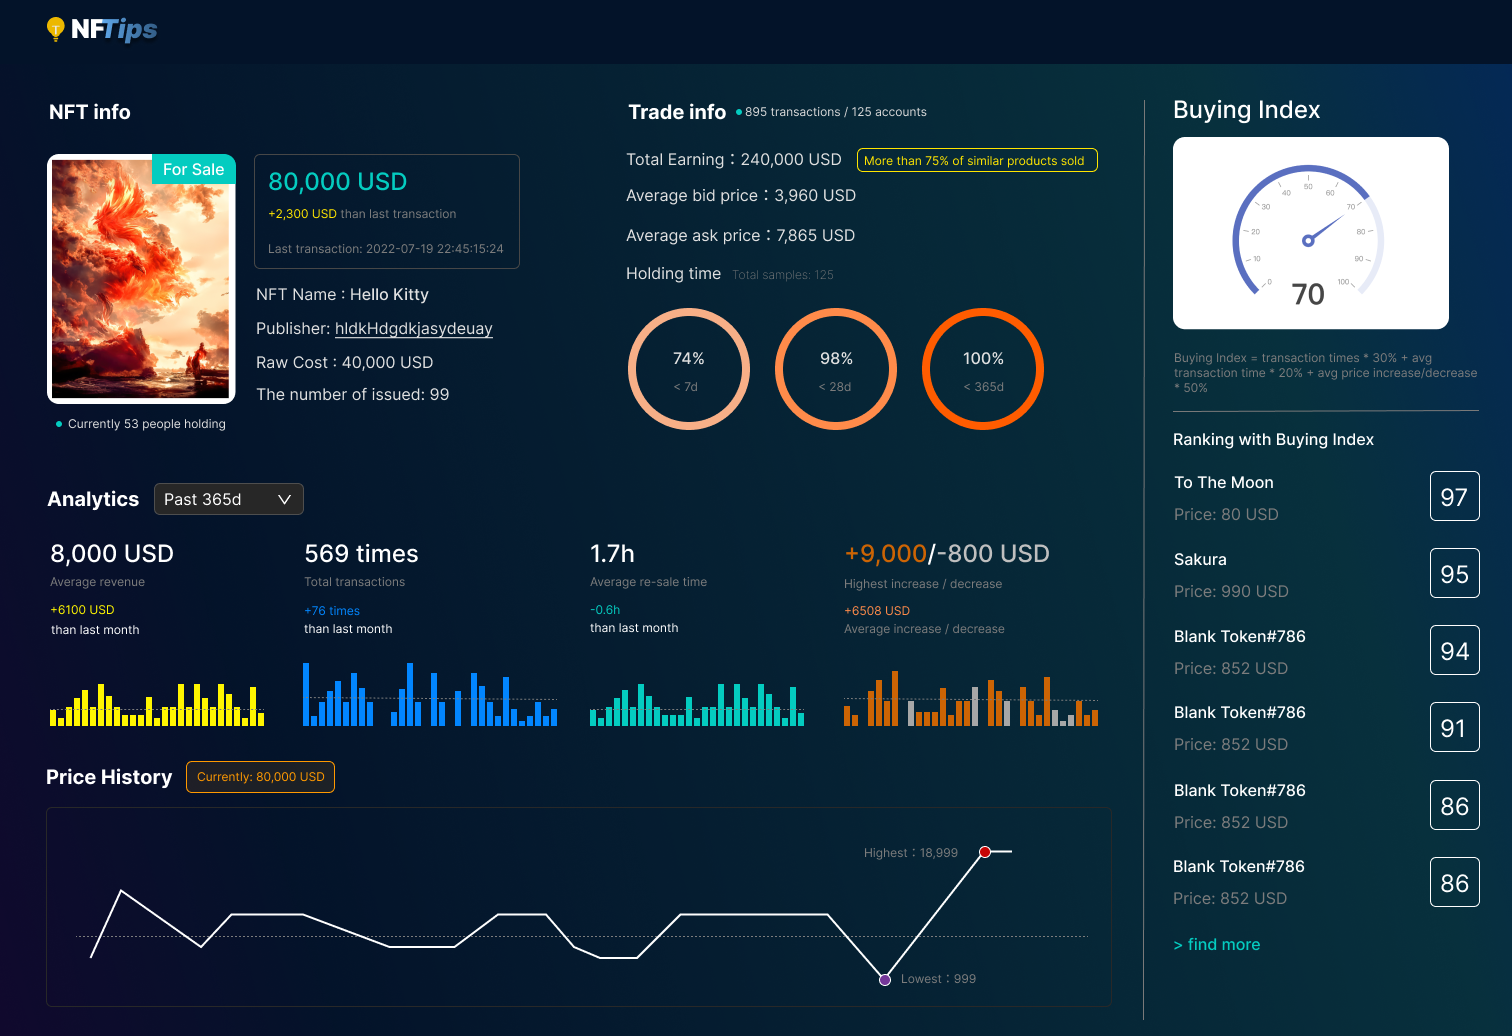 NFTips
NFT info
For Sale
80,000 USD
+2,300 USD than last transaction
Last transaction: 2022-07-19 22:45:15:24
NFT Name : Hello Kitty
Publisher: hldkHdgdkjasydeuay
Raw Cost : 40,000 USD
The number of issued: 99
Currently 53 people holding
Trade info
895 transactions / 125 accounts
Total Earning：240,000 USD
More than 75% of similar products sold
Average bid price：3,960 USD
Average ask price：7,865 USD
Holding time
Total samples: 125
74%
< 7d
98%
< 28d
100%
< 365d
Analytics
Past 365d
8,000 USD
Average revenue
+6100 USD
than last month
569 times
Total transactions
+76 times
than last month
1.7h
Average re-sale time
-0.6h
than last month
+9,000/-800 USD
Highest increase / decrease
+6508 USD
Average increase / decrease
Price History
Currently: 80,000 USD
Highest：18,999
Lowest：999
Buying Index
0
10
20
30
40
50
60
70
80
90
100
70
Buying Index = transaction times * 30% + avg
transaction time * 20% + avg price increase/decrease
* 50%
Ranking with Buying Index
To The Moon
Price: 80 USD
97
Sakura
Price: 990 USD
95
Blank Token#786
Price: 852 USD
94
Blank Token#786
Price: 852 USD
91
Blank Token#786
Price: 852 USD
86
Blank Token#786
Price: 852 USD
86
> find more